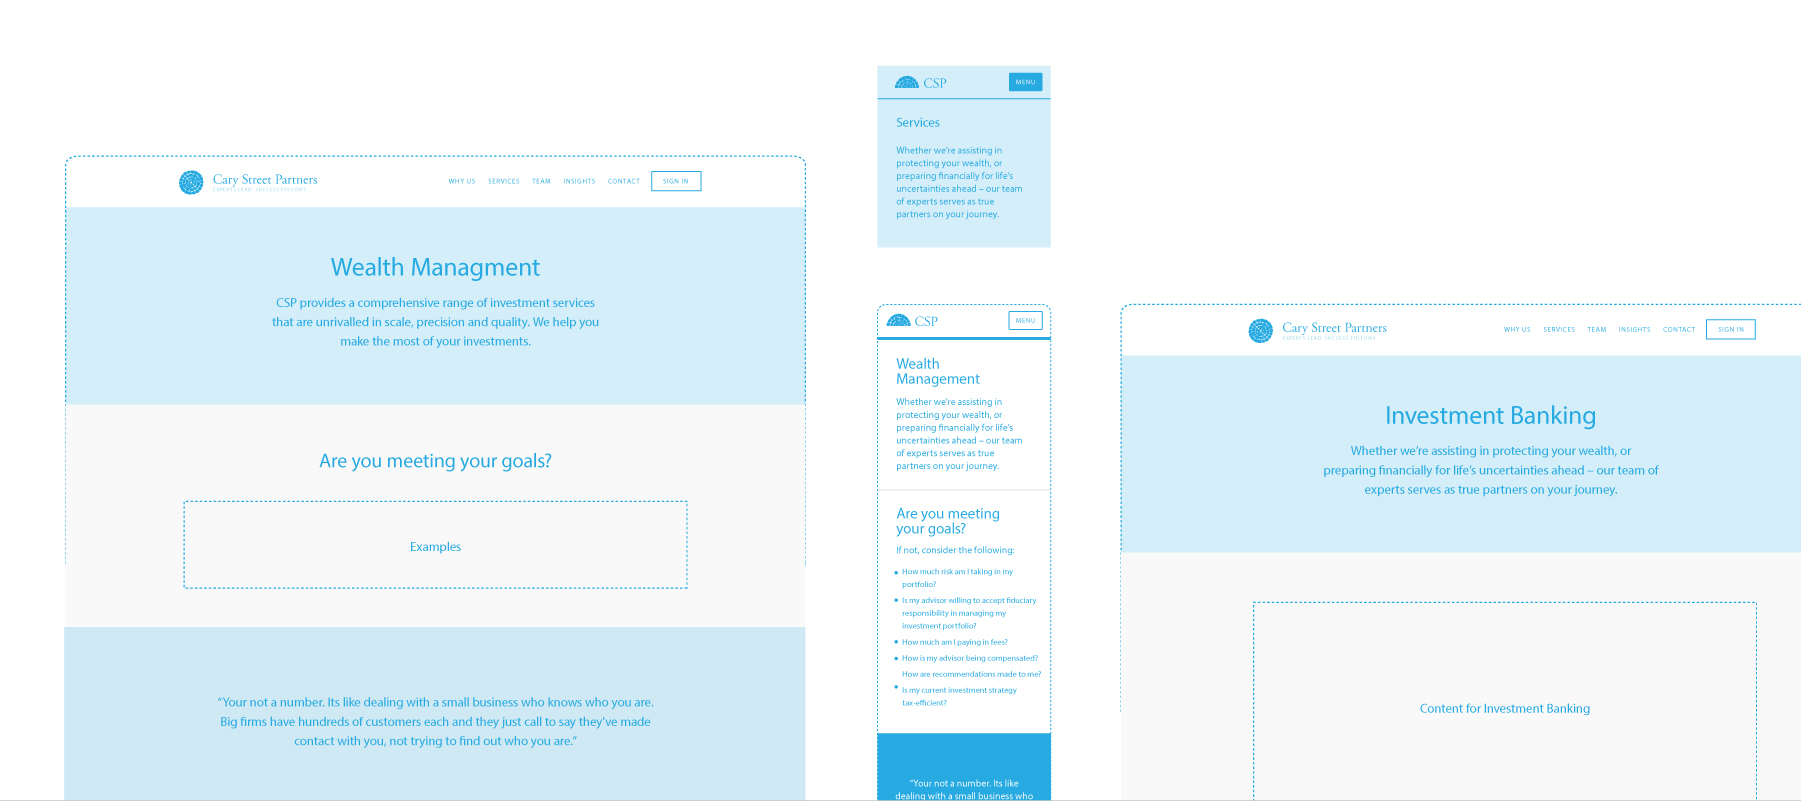 Cary Street Partners
EXPERTS LEAD. SUCCESS FOLLOWS
WHY US SERVICES TEAM INSIGHTS CONTACT SIGN IN
Wealth Managment
CSP provides a comprehensive range of investment services
that are unrivalled in scale, precision and quality. We help you
make the most of your investments.
Are you meeting your goals?
Examples
“Your not a number. Its like dealing with a small business who knows who you are.
Big firms have hundreds of customers each and they just call to say they’ve made
contact with you, not trying to find out who you are.”
CSP MENU
Services
Whether we’re assisting in
protecting your wealth, or
preparing financially for life’s
uncertainties ahead – our team
of experts serves as true
partners on your journey.
CSP MENU
Wealth
Management
Whether we’re assisting in
protecting your wealth, or
preparing financially for life’s
uncertainties ahead – our team
of experts serves as true
partners on your journey.
Are you meeting
your goals?
If not, consider the following:
• How much risk am I taking in my
portfolio?
• Is my advisor willing to accept fiduciary
responsibility in managing my
investment portfolio?
• How much am I paying in fees?
• How is my advisor being compensated?
How are recommendations made to me?
• Is my current investment strategy
tax-efficient?
“Your not a number. Its like
dealing with a small business who
Cary Street Partners
EXPERTS LEAD. SUCCESS FOLLOWS
WHY US SERVICES TEAM INSIGHTS CONTACT SIGN IN
Investment Banking
Whether we’re assisting in protecting your wealth, or
preparing financially for life’s uncertainties ahead – our team of
experts serves as true partners on your journey.
Content for Investment Banking